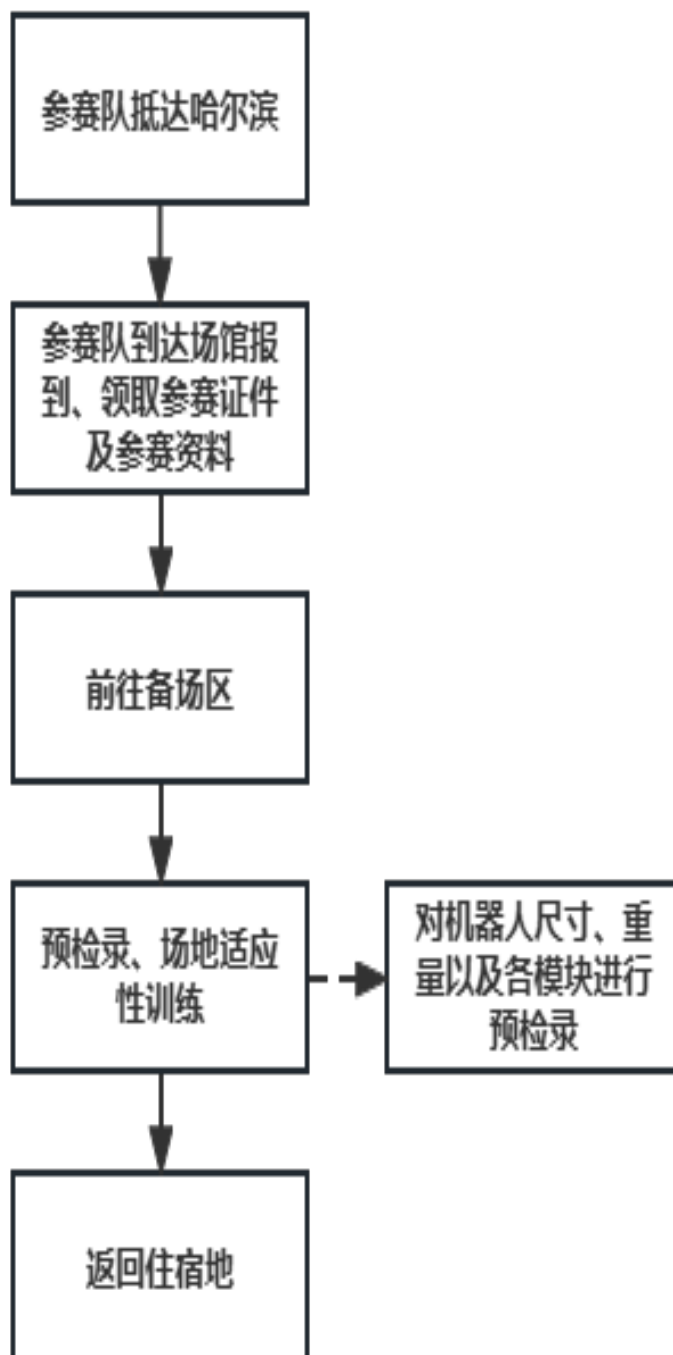 参赛队抵达哈尔滨
参赛队到达场馆报
到、领取参赛证件
及参赛资料
前往备场区
预检录、场地适应
性训练
对机器人尺寸、重
量以及各模块进行
预检录
返回住宿地